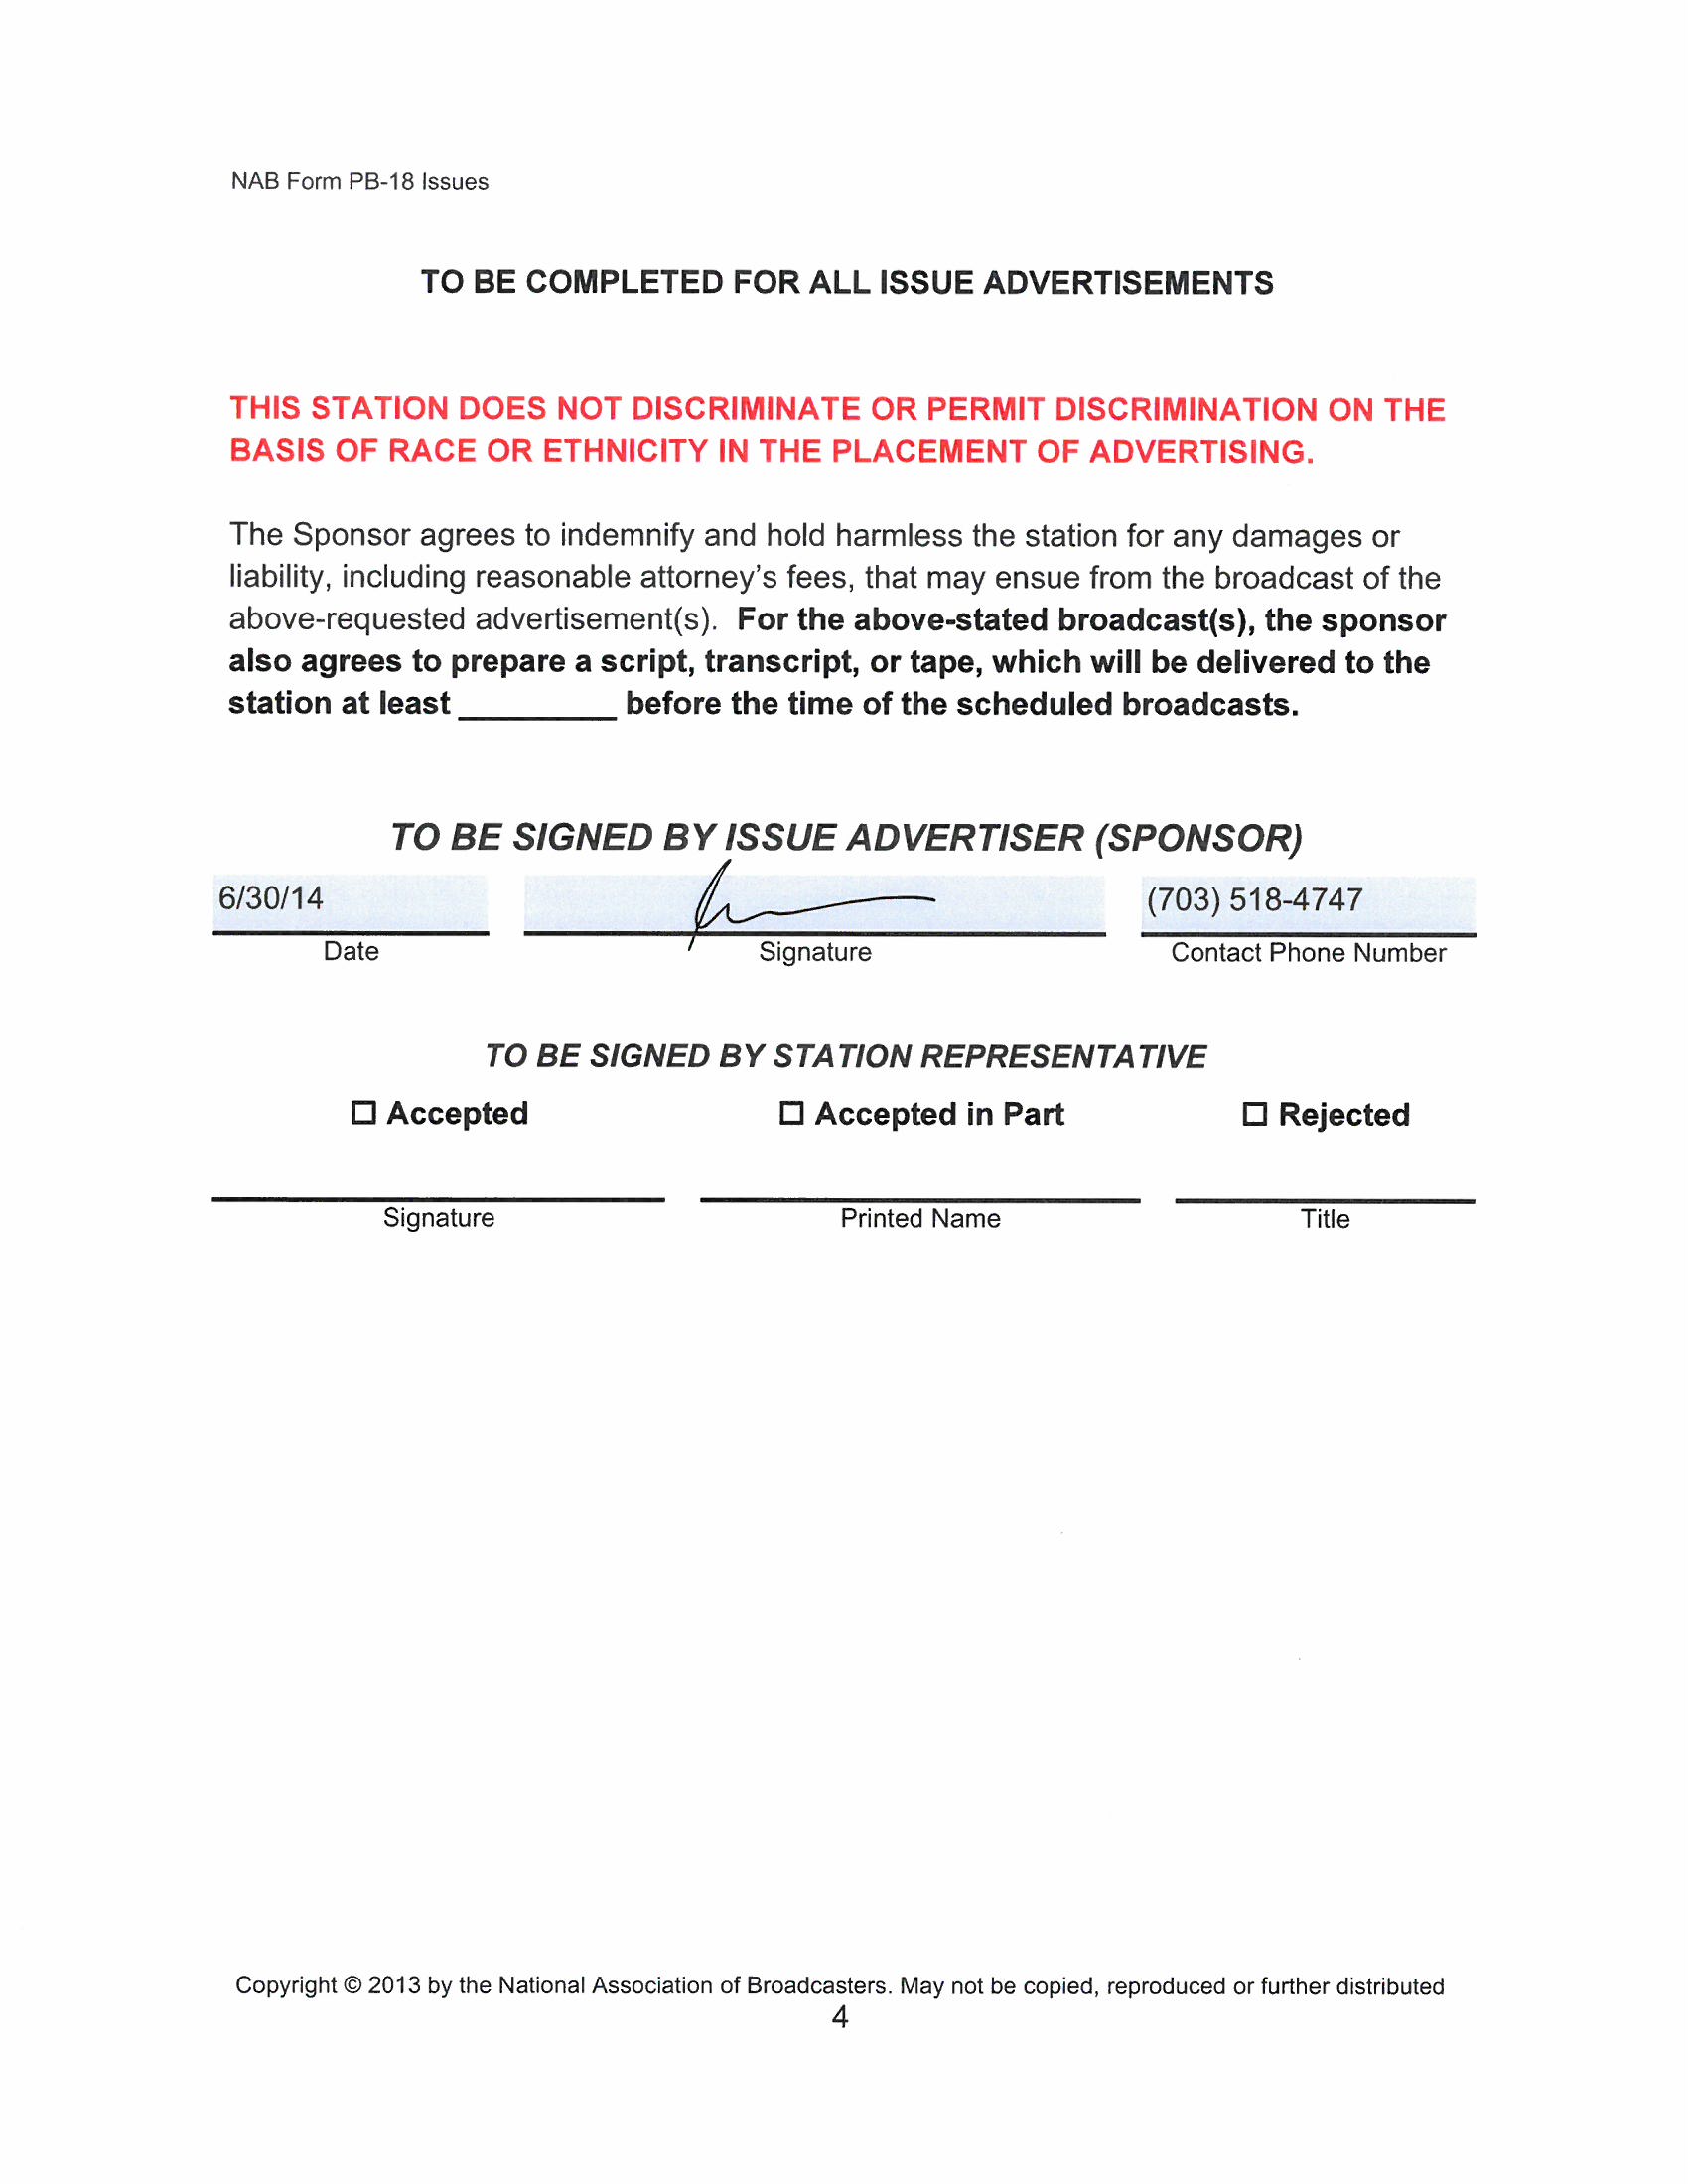 NAB Form PB-18 Issues
TO BE COMPLETED FOR ALL ISSUE ADVERTISEMENTS
THIS STATION DOES NOT DISCRIMINATE OR PERMIT DISCRIMINATION ON THE
BASIS OF RACE OR ETHNICITY IN THE PLACEMENT OF ADVERTISING.
The Sponsor agrees to indemnify and hold harmless the station for any damages or
liability, including reasonable attorney's fees, that may ensue from the broadcast of the
above-requested advertisement(s). For the above-stated broadcast(s), the sponsor
also agrees to prepare a script, transcript, or tape, which will be delivered to the
station at least _________ before the time of the scheduled broadcasts.
TO BE SIGNED BY ISSUE ADVERTISER (SPONSOR)
6/30/14 (703) 518-4747
Date Signature Contact Phone Number
TO BE SIGNED BY STATION REPRESENTATIVE
☐ Accepted ☐ Accepted in Part ☐ Rejected
Signature Printed Name Title
Copyright © 2013 by the National Association of Broadcasters. May not be copied, reproduced or further distributed
4